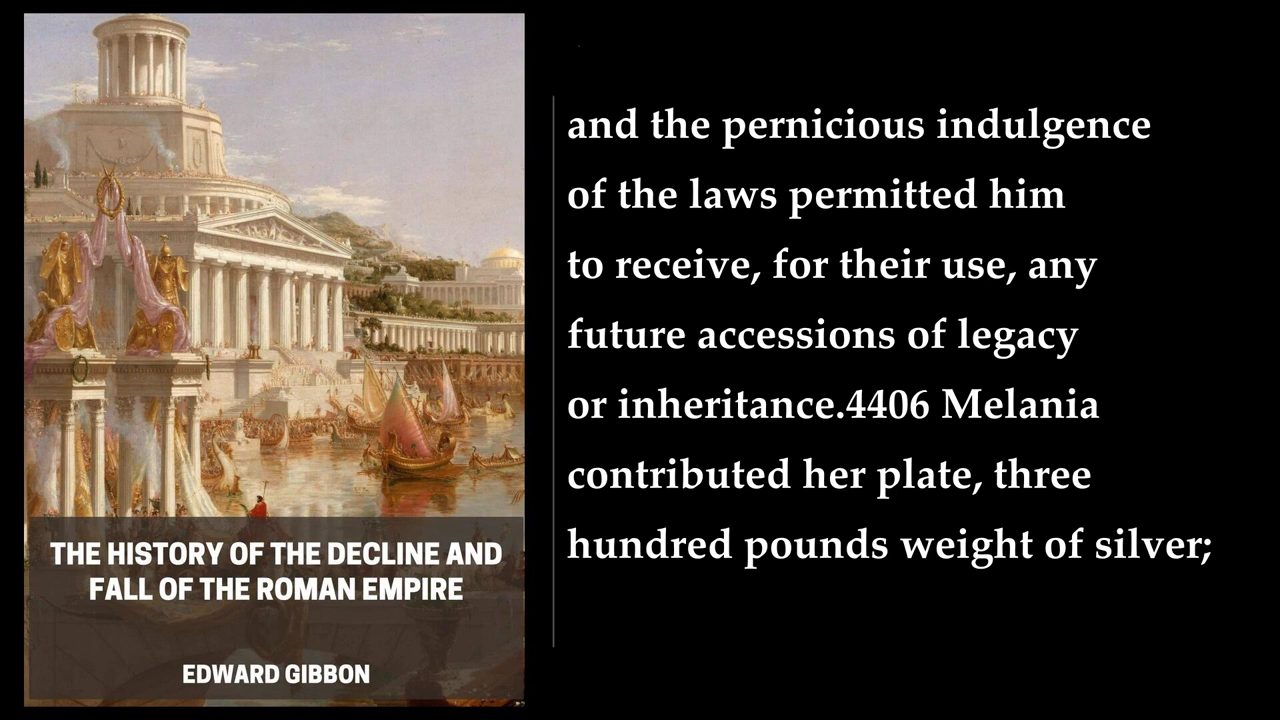 THE HISTORY OF THE DECLINE AND
FALL OF THE ROMAN EMPIRE
EDWARD GIBBON
and the pernicious indulgence
of the laws permitted him
to receive, for their use, any
future accessions of legacy
or inheritance.4406 Melania
contributed her plate, three
hundred pounds weight of silver;